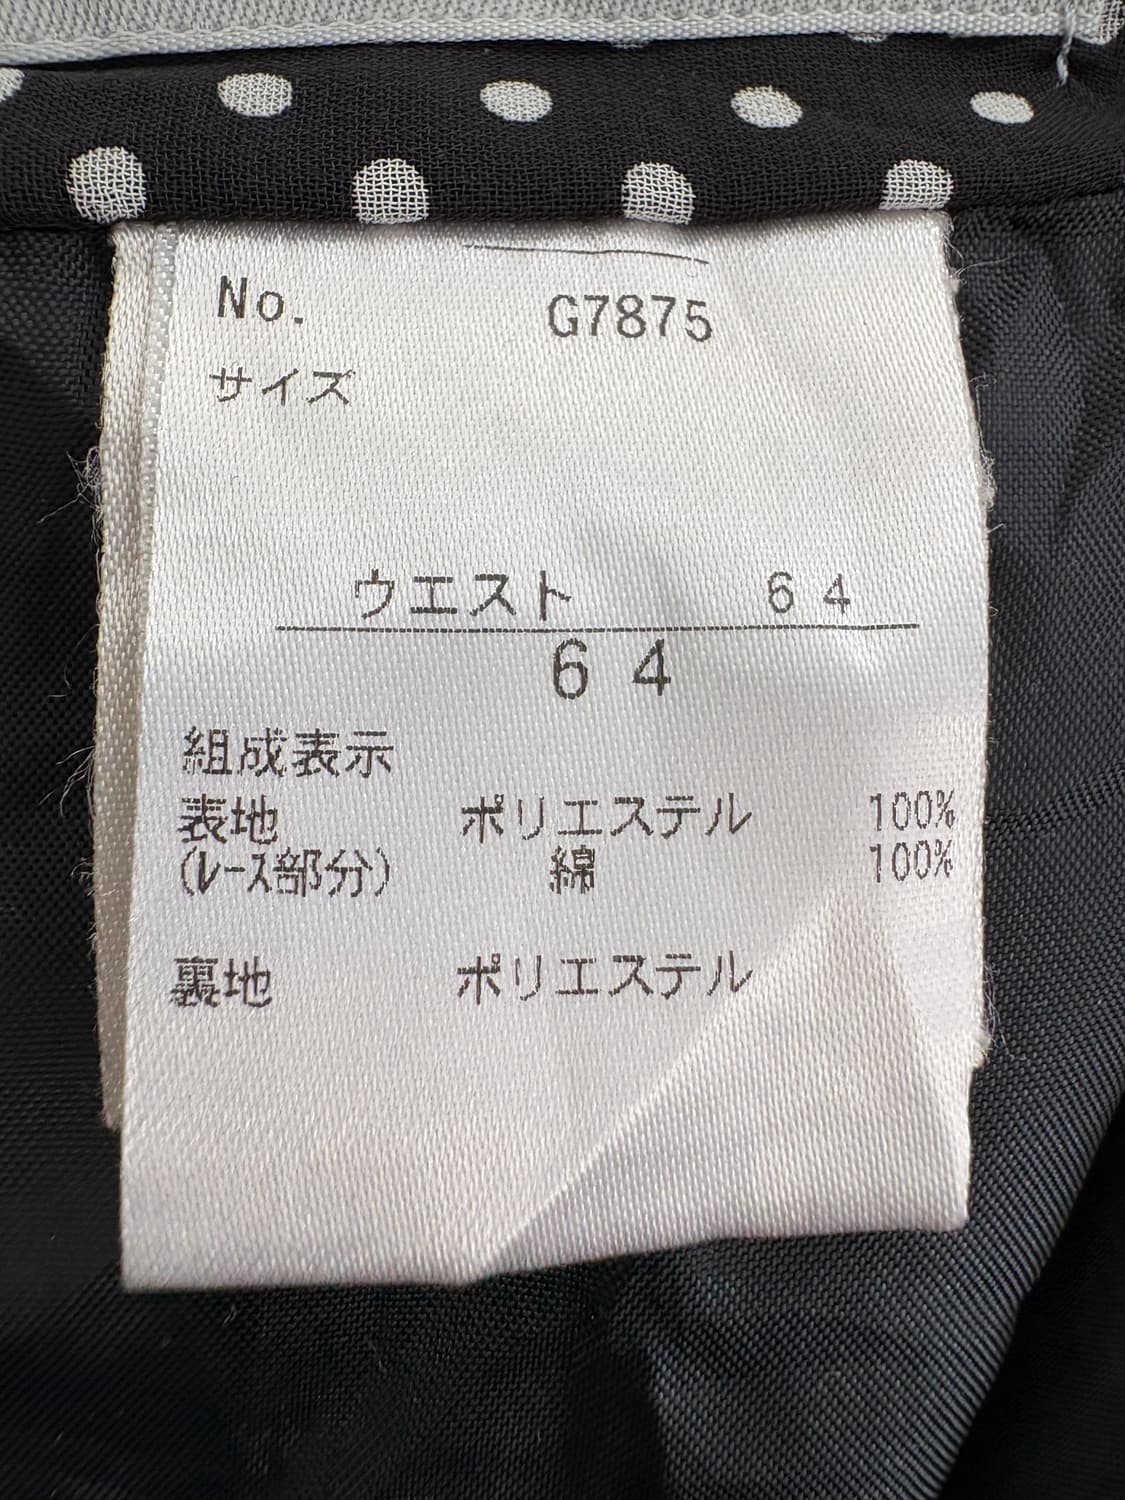 No. G7875
サイズ
ウエスト 64
64
組成表示
表地 ポリエステル 100%
(レース部分) 綿 100%
裏地 ポリエステル